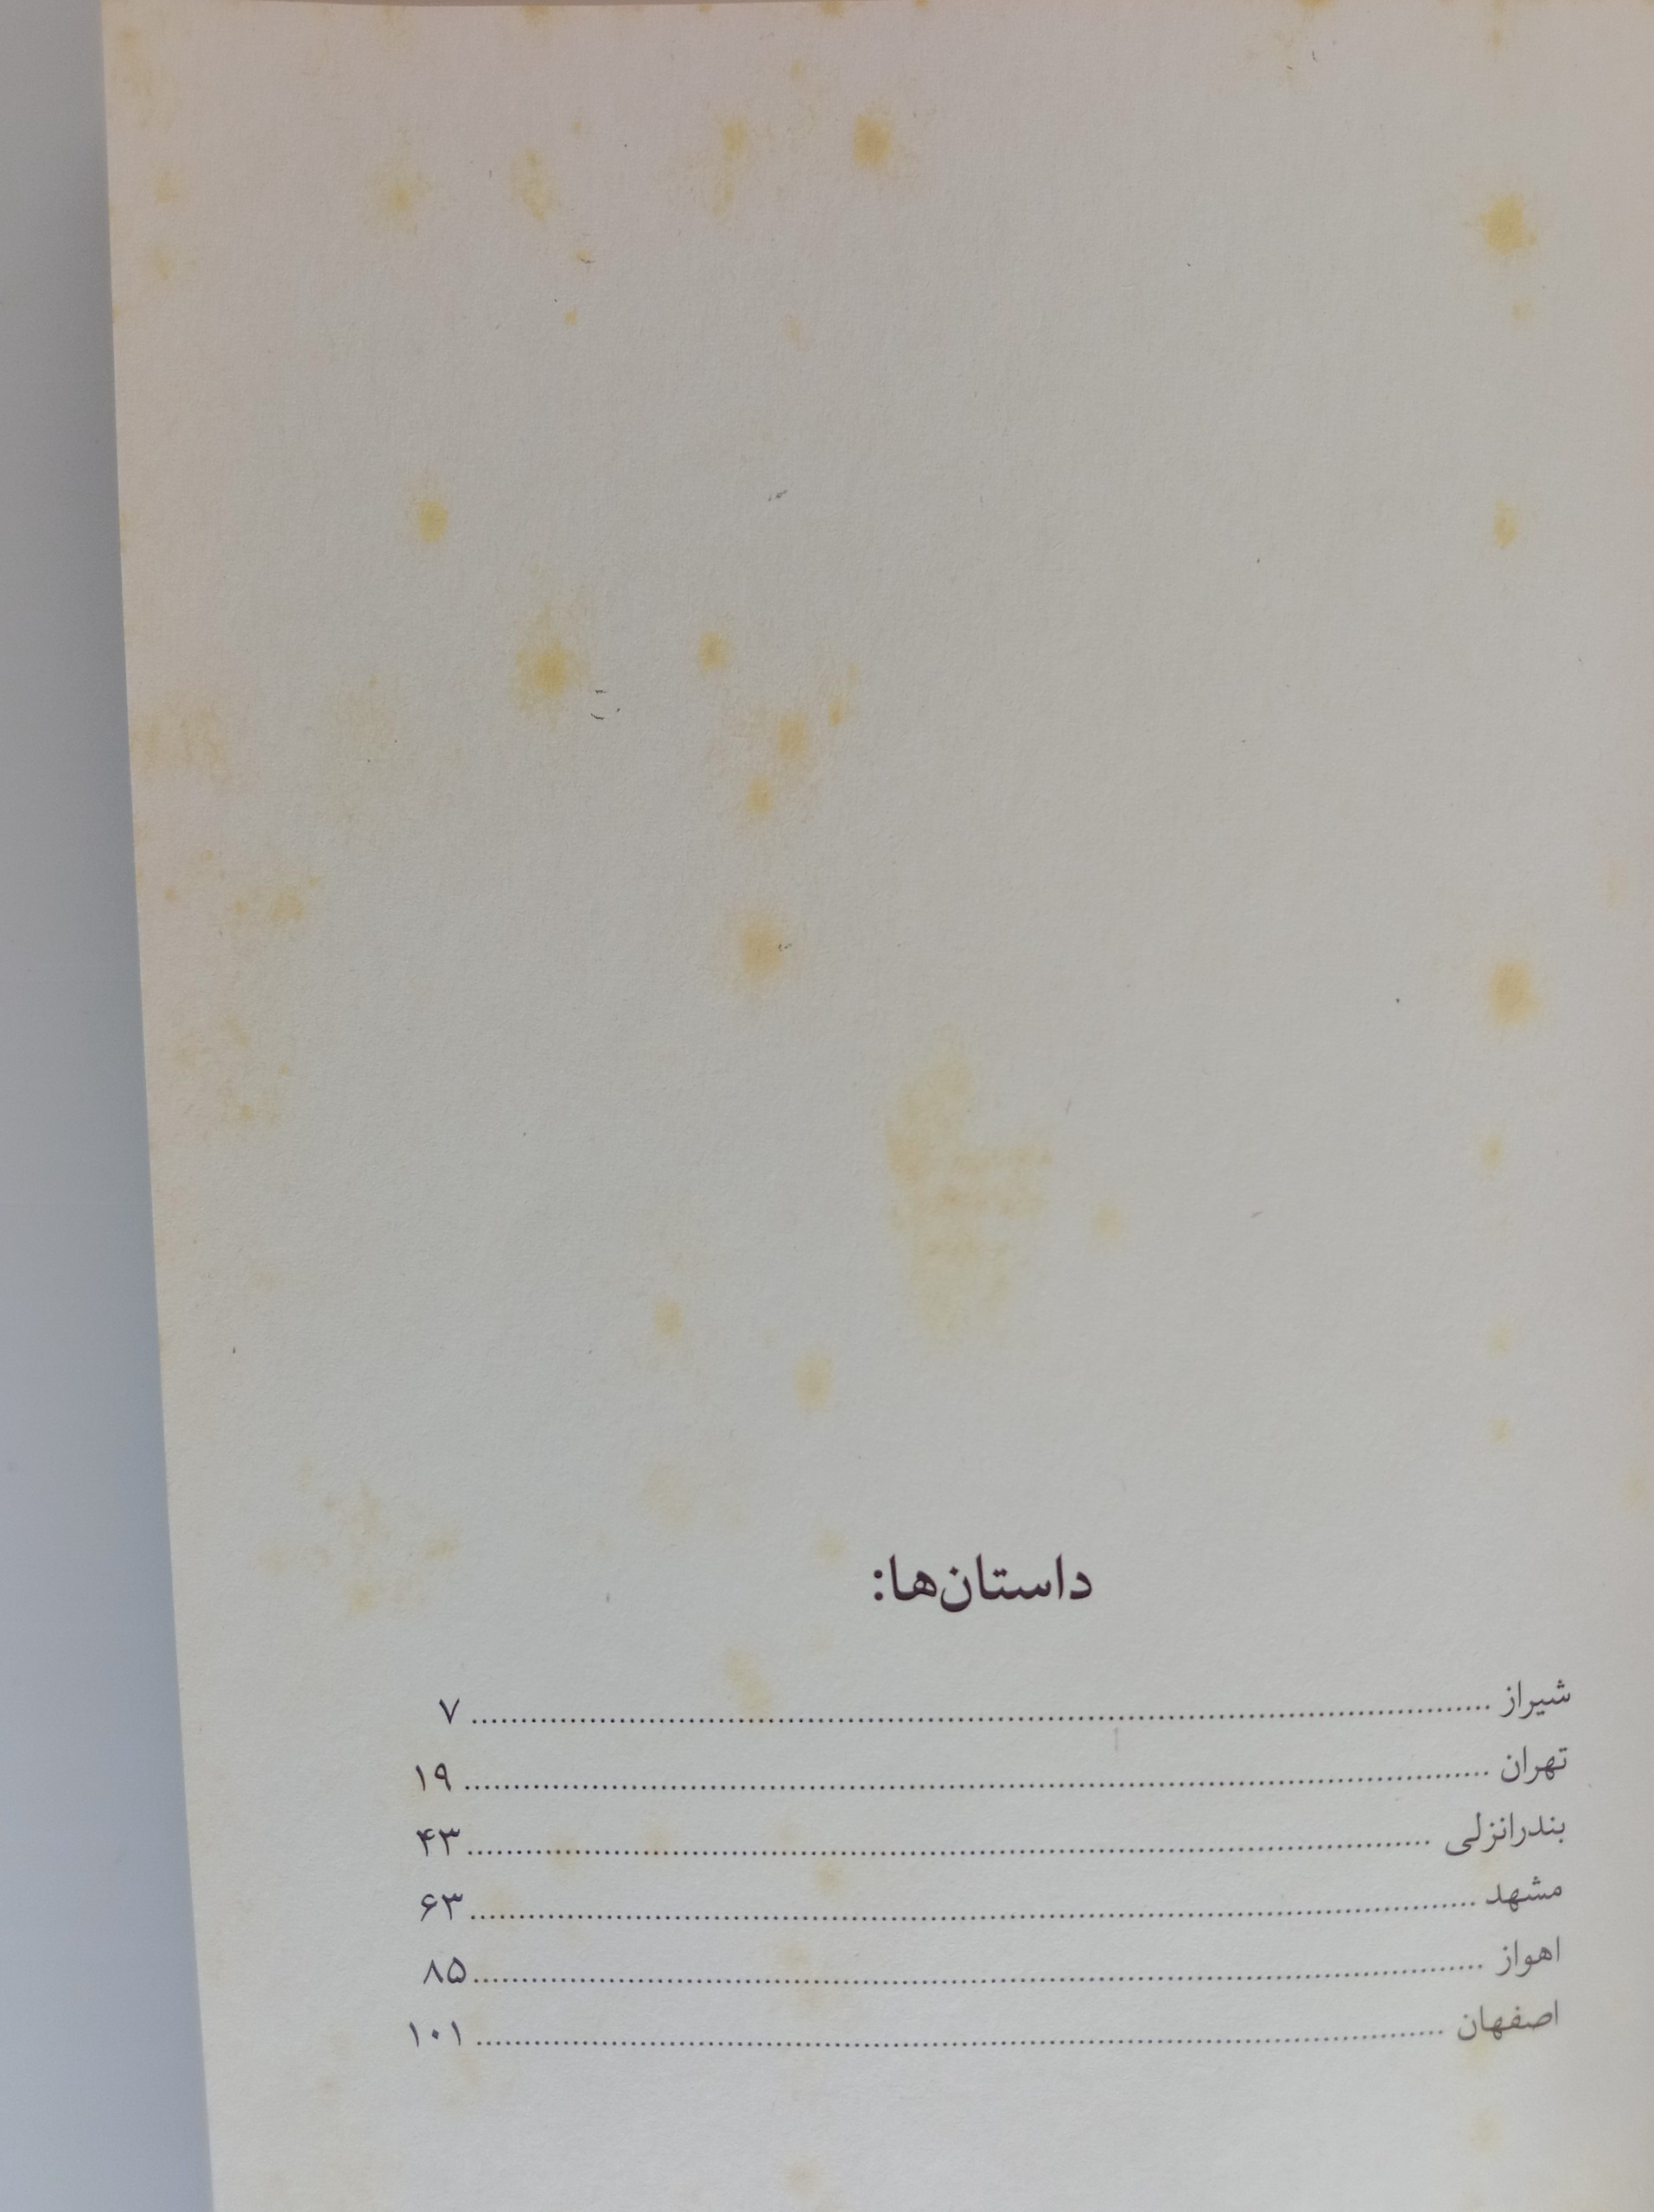 داستان‌ها:
شیراز ........................................................ ۷
تهران ........................................................ ۱۹
بندرانزلی ........................................................ ۴۳
مشهد ........................................................ ۶۳
اهواز ........................................................ ۸۵
اصفهان ........................................................ ۱۰۱